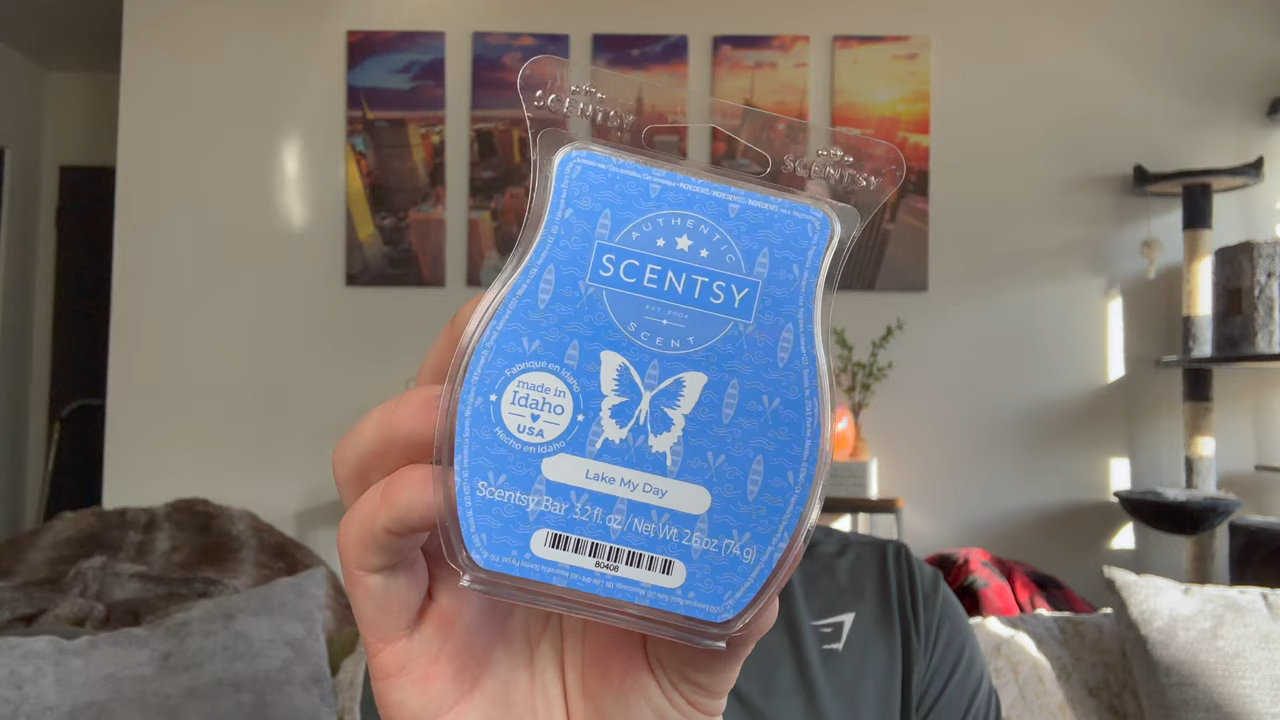 SCENTSY
SCENTSY
AUTHENTIC
SCENTSY
EST. 2004
SCENT
Fabriqué en Idaho
made in
Idaho
USA
Hecho en Idaho
Lake My Day
Scentsy Bar 3.2 fl. oz / Net Wt. 2.6 oz (74 g)
80408